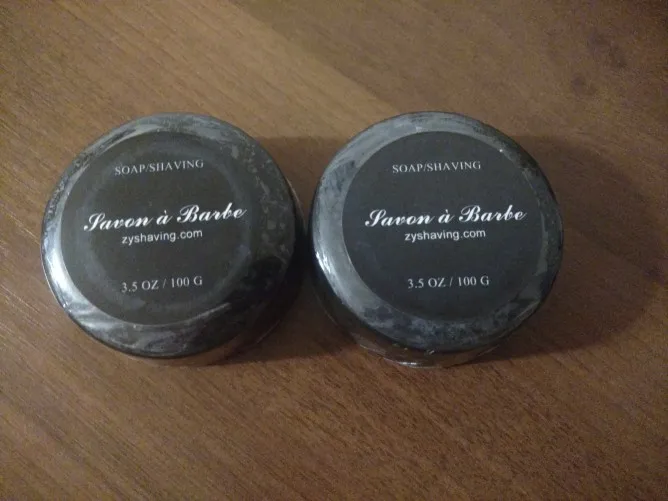 SOAP/SHAVING
Savon à Barbe
zyshaving.com
3.5 OZ / 100 G
SOAP/SHAVING
Savon à Barbe
zyshaving.com
3.5 OZ / 100 G